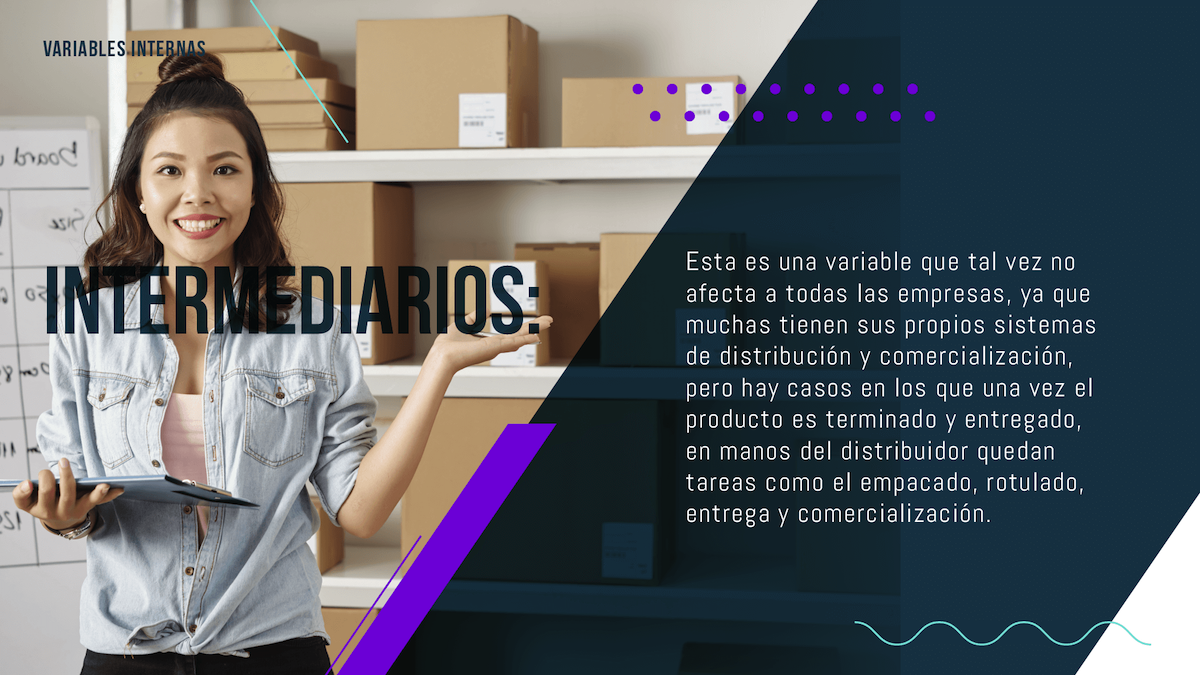 VARIABLES INTERNAS
INTERMEDIARIOS:
Esta es una variable que tal vez no
afecta a todas las empresas, ya que
muchas tienen sus propios sistemas
de distribución y comercialización,
pero hay casos en los que una vez el
producto es terminado y entregado,
en manos del distribuidor quedan
tareas como el empacado, rotulado,
entrega y comercialización.
Board
Size